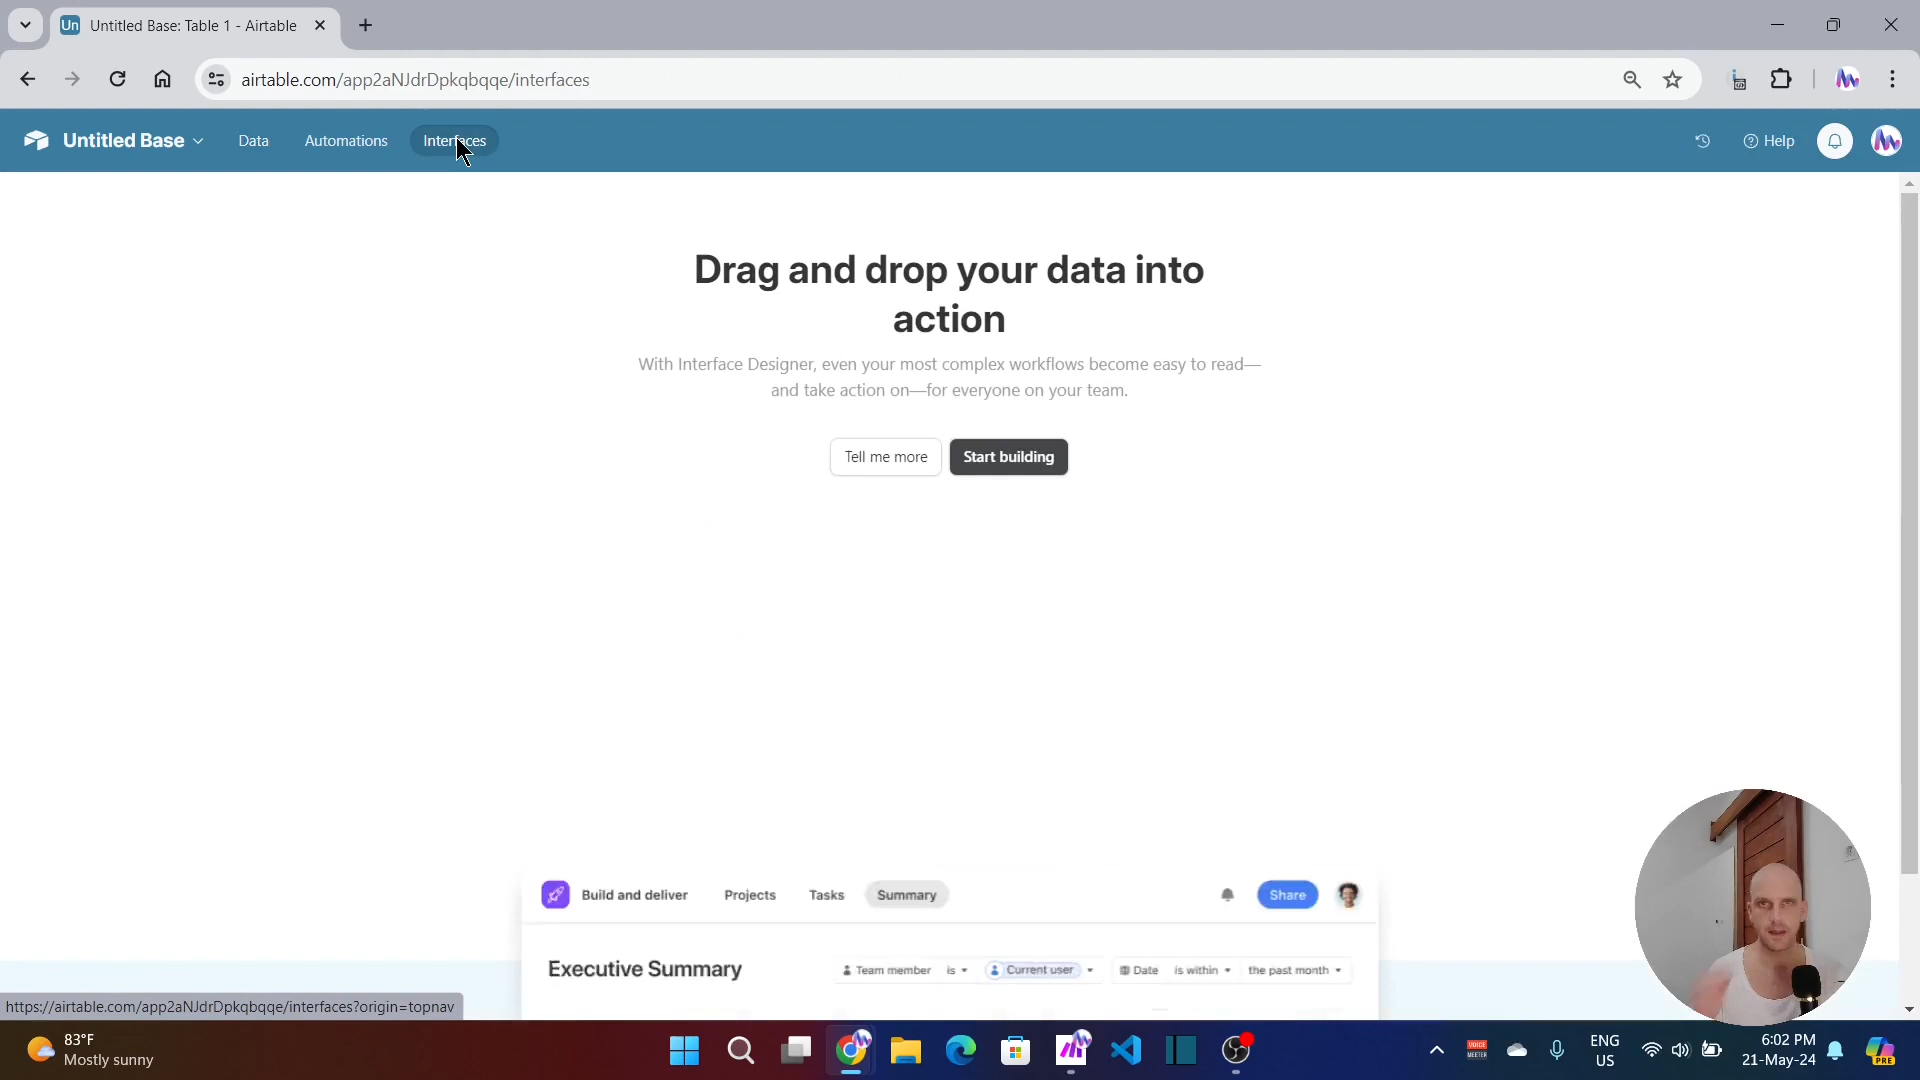 Un Untitled Base: Table 1 - Airtable
airtable.com/app2aNJdrDpkqbqqe/interfaces
Untitled Base Data Automations Interfaces Help
Drag and drop your data into
action
With Interface Designer, even your most complex workflows become easy to read—
and take action on—for everyone on your team.
Tell me more Start building
Build and deliver Projects Tasks Summary Share
Executive Summary Team member is Current user Date is within the past month
https://airtable.com/app2aNJdrDpkqbqqe/interfaces?origin=topnav
83°F
Mostly sunny
VOICE
MEETER
ENG
US
6:02 PM
21-May-24
PRE